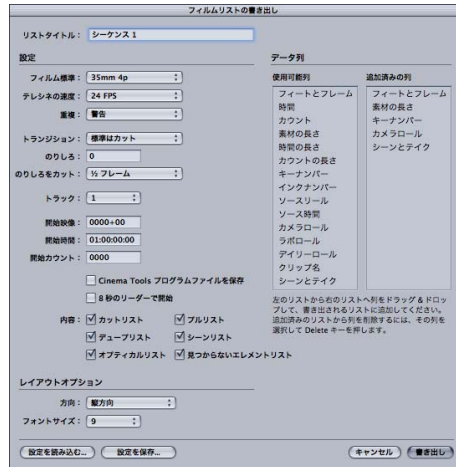 フィルムリストの書き出し
リストタイトル： シーケンス 1
設定
フィルム標準： 35mm 4p
テレシネの速度： 24 FPS
重複： 警告
トランジション： 標準はカット
のりしろ： 0
のりしろをカット： ½ フレーム
トラック： 1
開始映像： 0000+00
開始時間： 01:00:00:00
開始カウント： 0000
Cinema Tools プログラムファイルを保存
8 秒のリーダーで開始
内容： カットリスト プルリスト
デュープリスト シーンリスト
オプティカルリスト 見つからないエレメントリスト
データ列
使用可能列
フィートとフレーム
時間
カウント
素材の長さ
時間の長さ
カウントの長さ
キーナンバー
インクナンバー
ソースリール
ソース時間
カメラロール
ラボロール
デイリーロール
クリップ名
シーンとテイク
追加済みの列
フィートとフレーム
素材の長さ
キーナンバー
カメラロール
シーンとテイク
左のリストから右のリストへ列をドラッグ & ドロッ
プして、書き出されるリストに追加してください。
追加済みのリストから列を削除するには、その列を
選択して Delete キーを押します。
レイアウトオプション
方向： 縦方向
フォントサイズ： 9
設定を読み込む... 設定を保存... キャンセル 書き出し